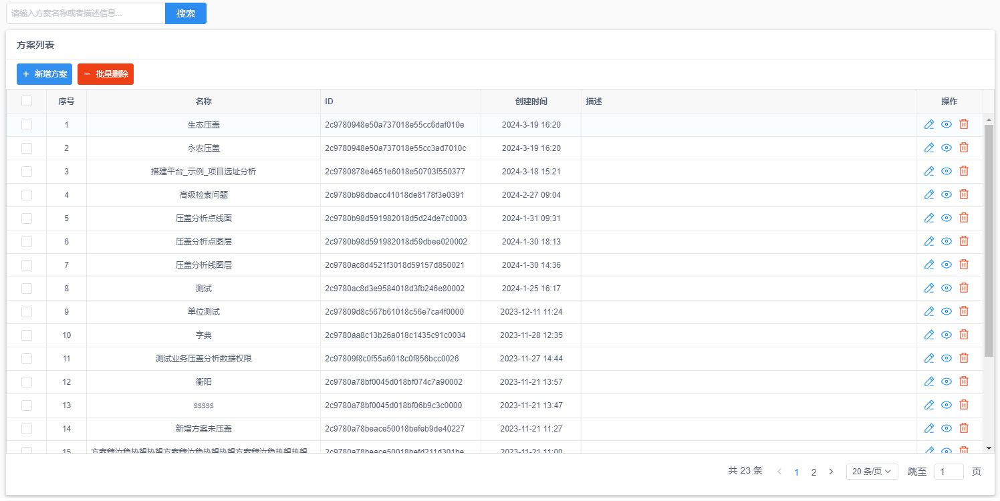 请输入方案名称或者描述信息... 搜索
方案列表
+ 新增方案 − 批量删除
序号 名称 ID 创建时间 描述 操作
1 生态压盖 2c9780948e50a737018e55cc6daf010e 2024-3-19 16:20
2 永农压盖 2c9780948e50a737018e55cc3ad7010c 2024-3-19 16:20
3 搭建平台_示例_项目选址分析 2c9780878e4651e6018e50703f550377 2024-3-18 15:21
4 高级检索问题 2c9780b98dbacc41018de8178f3e0391 2024-2-27 09:04
5 压盖分析点线面 2c9780b98d591982018d5d24de7c0003 2024-1-31 09:31
6 压盖分析点图层 2c9780b98d591982018d59dbee020002 2024-1-30 18:13
7 压盖分析线图层 2c9780ac8d4521f3018d59157d850021 2024-1-30 14:36
8 测试 2c9780ac8d3e9584018d3fb246e80002 2024-1-25 16:17
9 单位测试 2c97809d8c567b61018c56e7ca4f0000 2023-12-11 11:24
10 字典 2c9780aa8c13b26a018c1435c91c0034 2023-11-28 12:35
11 测试业务压盖分析数据权限 2c97809f8c0f55a6018c0f856bcc0026 2023-11-27 14:44
12 衡阳 2c9780a78bf0045d018bf074c7a90002 2023-11-21 13:57
13 sssss 2c9780a78bf0045d018bf06b9c3c0000 2023-11-21 13:47
14 新增方案未压盖 2c9780a78beace50018befeb9de40227 2023-11-21 11:27
15 2c9780a78beace50018befd211d301be 2023-11-21 11:00
共 23 条 1 2 20 条/页 跳至 1 页